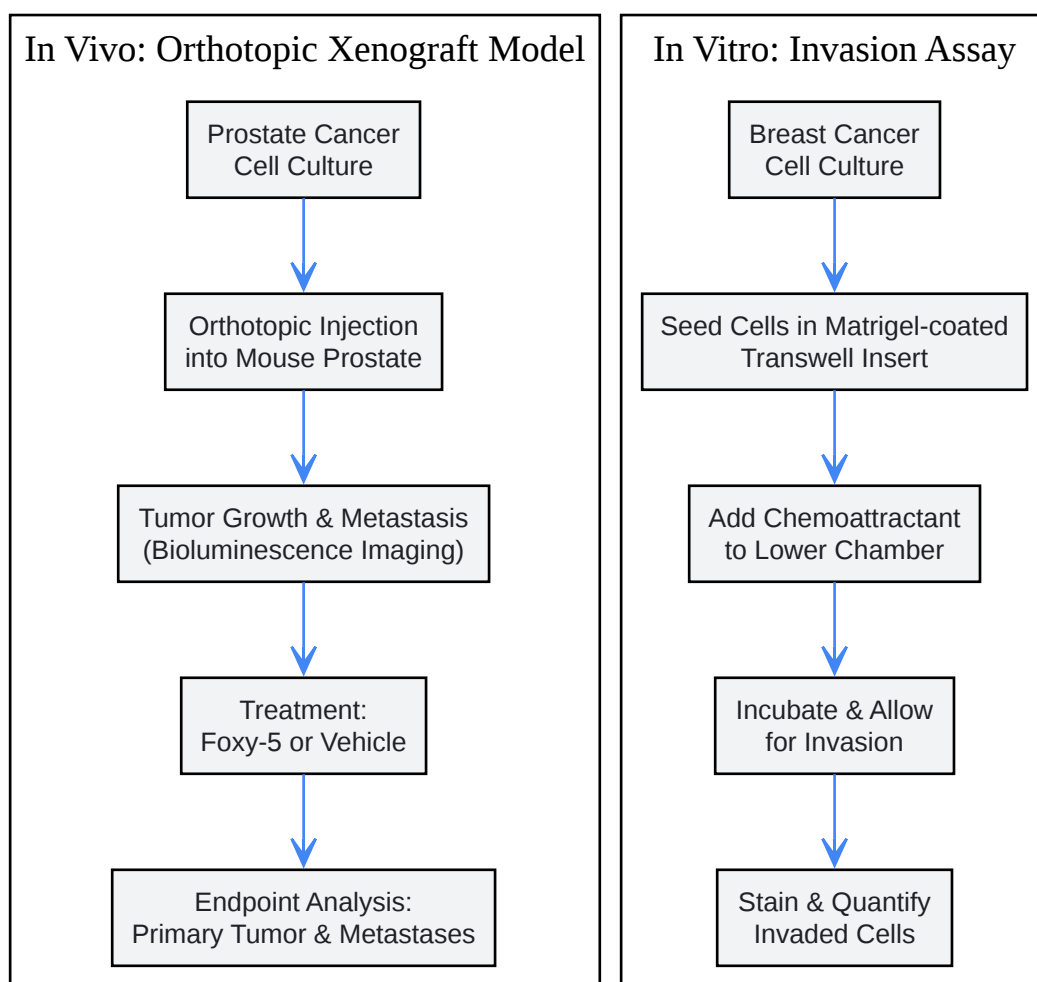 In Vivo: Orthotopic Xenograft Model
Prostate Cancer
Cell Culture
Orthotopic Injection
into Mouse Prostate
Tumor Growth & Metastasis
(Bioluminescence Imaging)
Treatment:
Foxy-5 or Vehicle
Endpoint Analysis:
Primary Tumor & Metastases
In Vitro: Invasion Assay
Breast Cancer
Cell Culture
Seed Cells in Matrigel-coated
Transwell Insert
Add Chemoattractant
to Lower Chamber
Incubate & Allow
for Invasion
Stain & Quantify
Invaded Cells